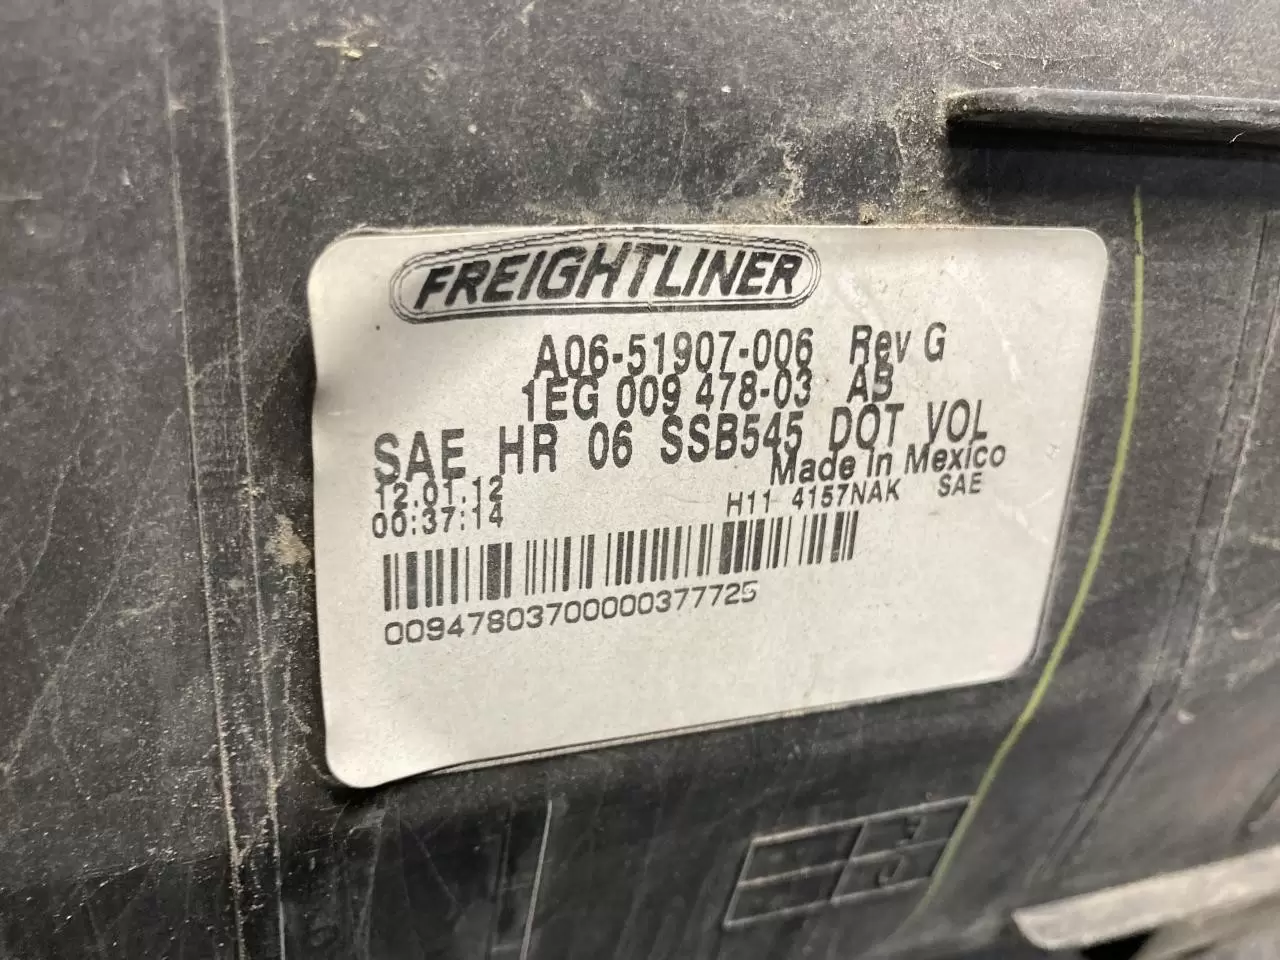 FREIGHTLINER
A06-51907-006 Rev G
1EG 009 478-03 AB
SAE HR 06 SSB545 DOT VOL
Made in Mexico
12.01.12
H11 4157NAK SAE
00:37:14
00947803700000377725